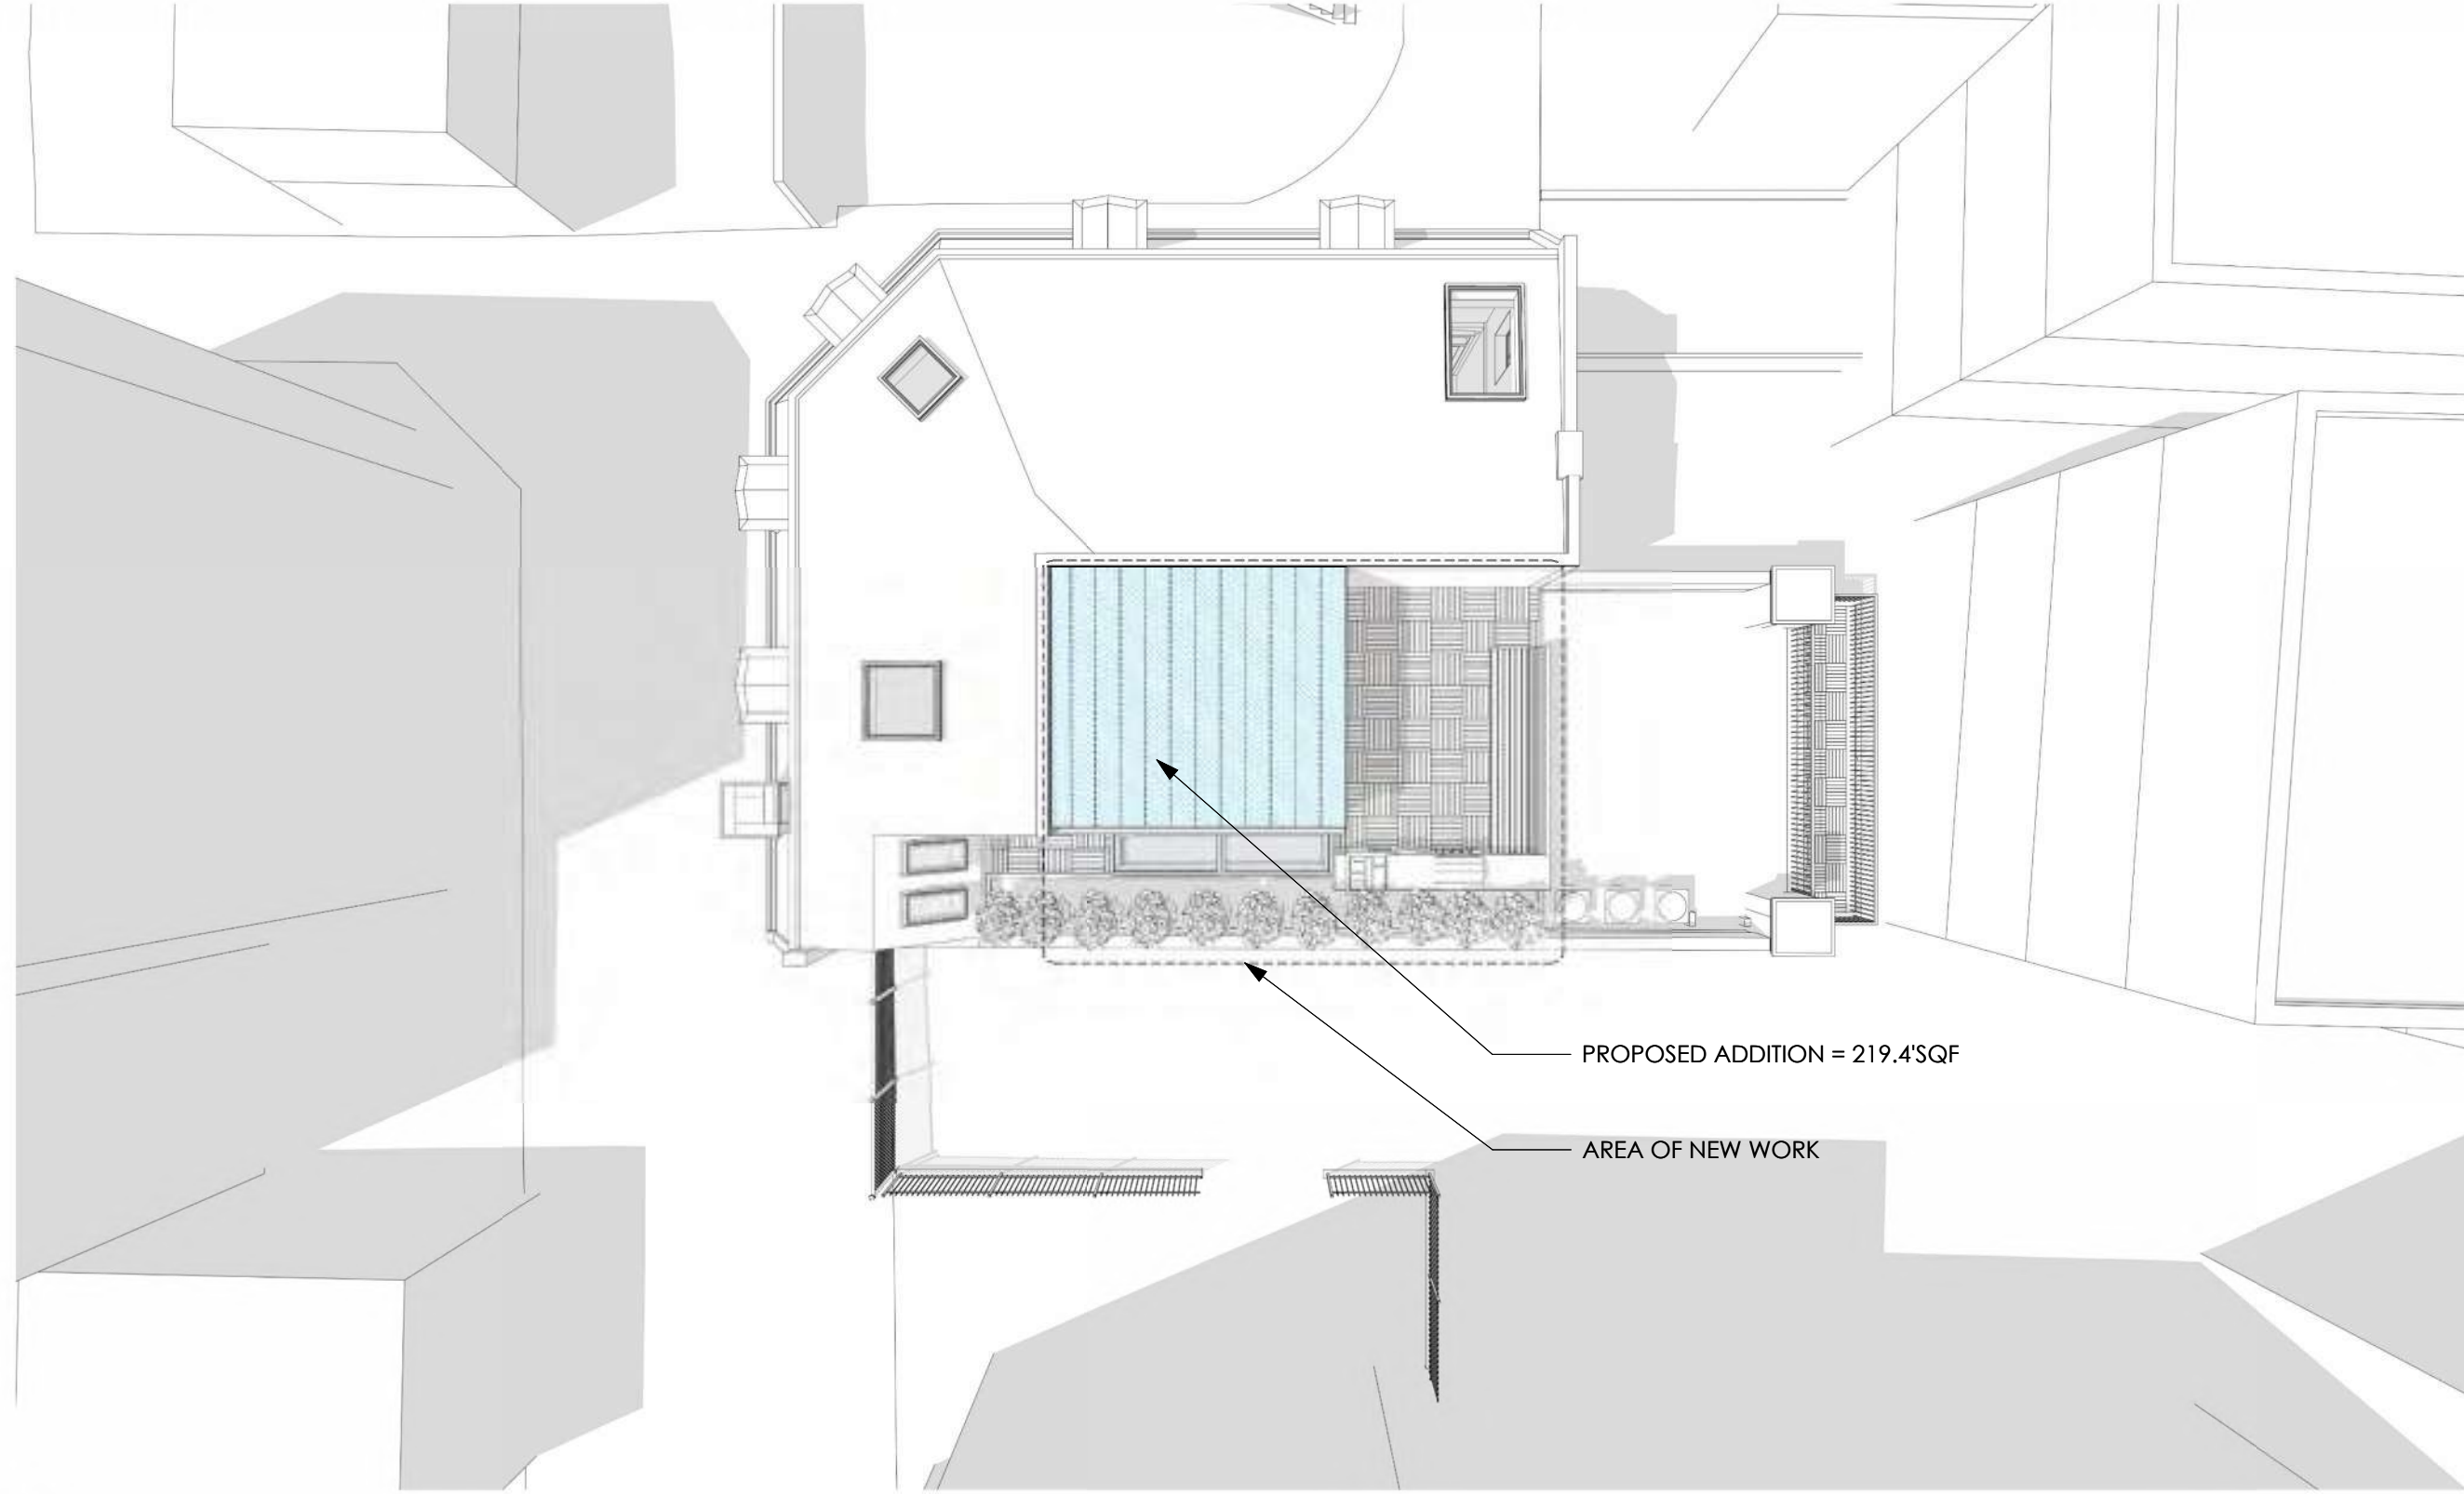 PROPOSED ADDITION = 219.4'SQF
AREA OF NEW WORK